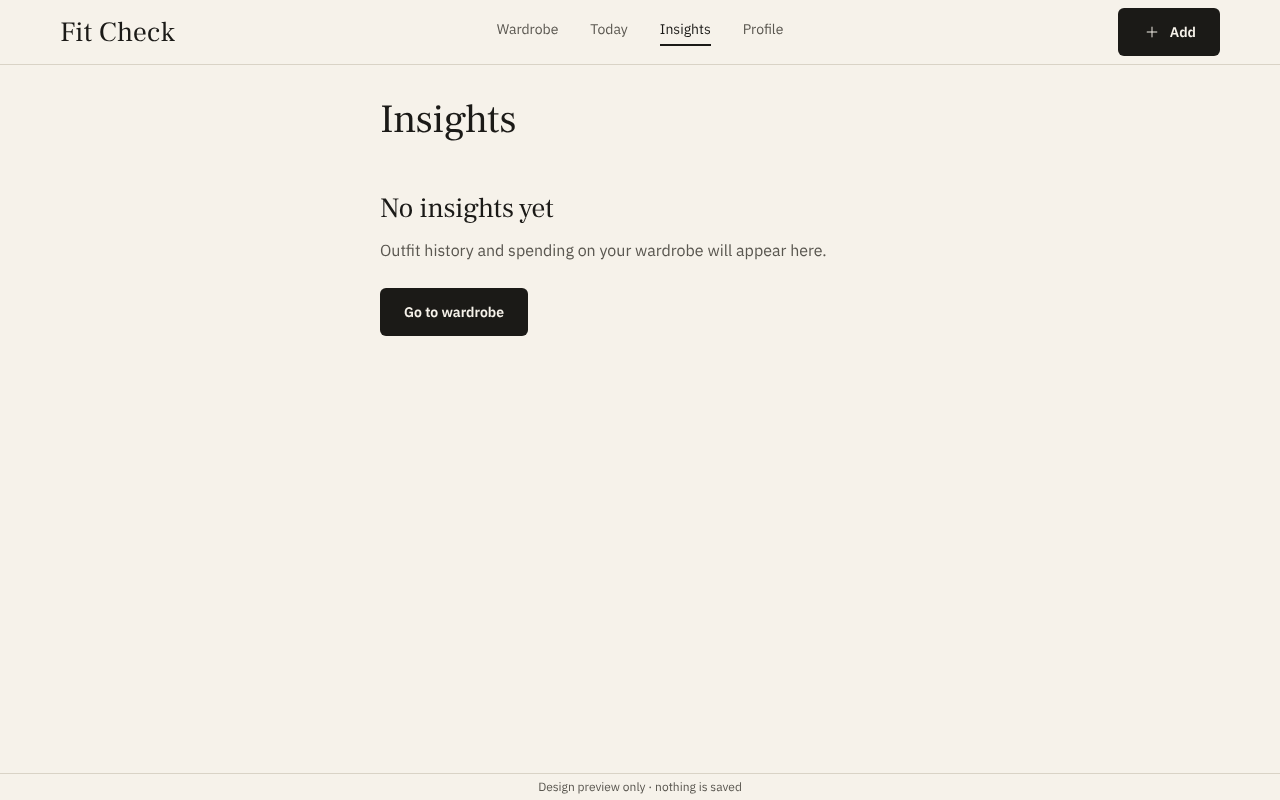 Fit Check
Wardrobe
Today
Insights
Profile
+ Add
Insights
No insights yet
Outfit history and spending on your wardrobe will appear here.
Go to wardrobe
Design preview only · nothing is saved